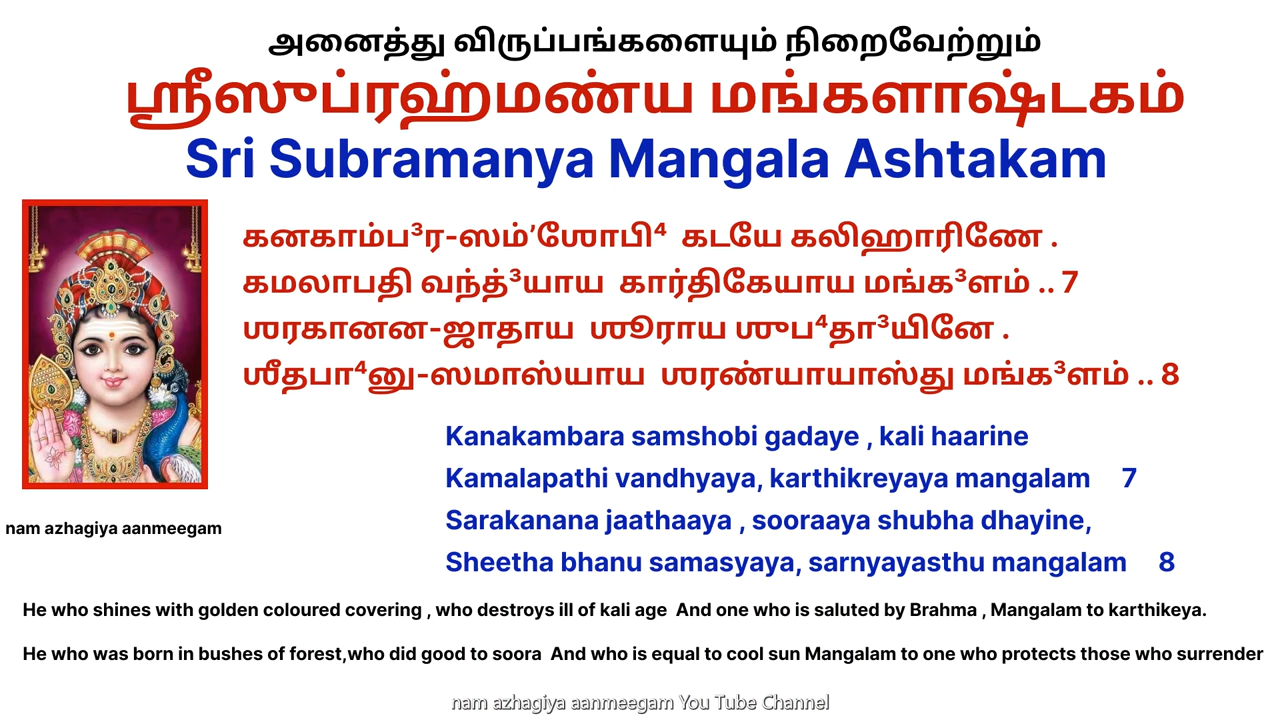 அனைத்து விருப்பங்களையும் நிறைவேற்றும்
ஸ்ரீஸுப்ரஹ்மண்ய மங்களாஷ்டகம்
Sri Subramanya Mangala Ashtakam
கனகாம்ப³ர-ஸம்ʼஶோபி⁴ கடயே கலிஹாரிணே .
கமலாபதி வந்த்³யாய கார்திகேயாய மங்க³ளம் .. 7
ஶரகானன-ஜாதாய ஶூராய ஶுப⁴தா³யினே .
ஶீதபா⁴னு-ஸமாஸ்யாய ஶரண்யாயாஸ்து மங்க³ளம் .. 8
Kanakambara samshobi gadaye , kali haarine
Kamalapathi vandhyaya, karthikreyaya mangalam 7
Sarakanana jaathaaya , sooraaya shubha dhayine,
Sheetha bhanu samasyaya, sarnyayasthu mangalam 8
nam azhagiya aanmeegam
He who shines with golden coloured covering , who destroys ill of kali age And one who is saluted by Brahma , Mangalam to karthikeya.
He who was born in bushes of forest,who did good to soora And who is equal to cool sun Mangalam to one who protects those who surrender
nam azhagiya aanmeegam You Tube Channel